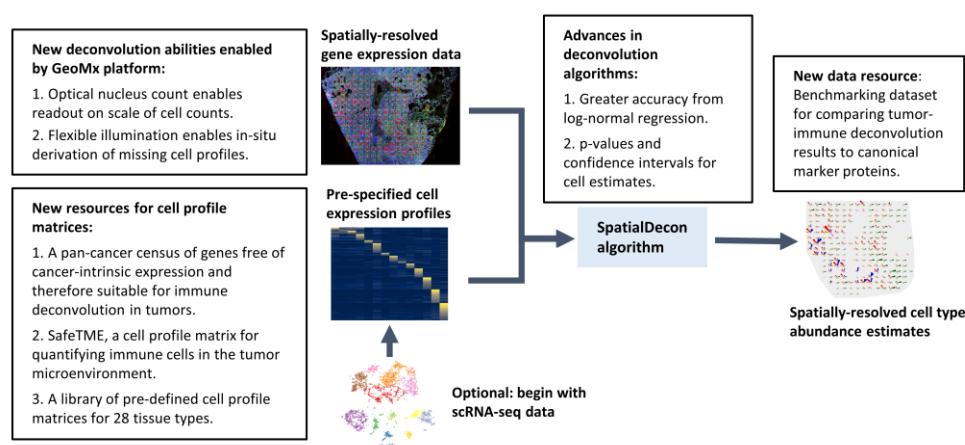 New deconvolution abilities enabled
by GeoMx platform:
1. Optical nucleus count enables
readout on scale of cell counts.
2. Flexible illumination enables in-situ
derivation of missing cell profiles.
New resources for cell profile
matrices:
1. A pan-cancer census of genes free of
cancer-intrinsic expression and
therefore suitable for immune
deconvolution in tumors.
2. SafeTME, a cell profile matrix for
quantifying immune cells in the tumor
microenvironment.
3. A library of pre-defined cell profile
matrices for 28 tissue types.
Spatially-resolved
gene expression data
Pre-specified cell
expression profiles
Optional: begin with
scRNA-seq data
Advances in
deconvolution
algorithms:
1. Greater accuracy from
log-normal regression.
2. p-values and
confidence intervals for
cell estimates.
SpatialDecon
algorithm
New data resource:
Benchmarking dataset
for comparing tumor-
immune deconvolution
results to canonical
marker proteins.
Spatially-resolved cell type
abundance estimates